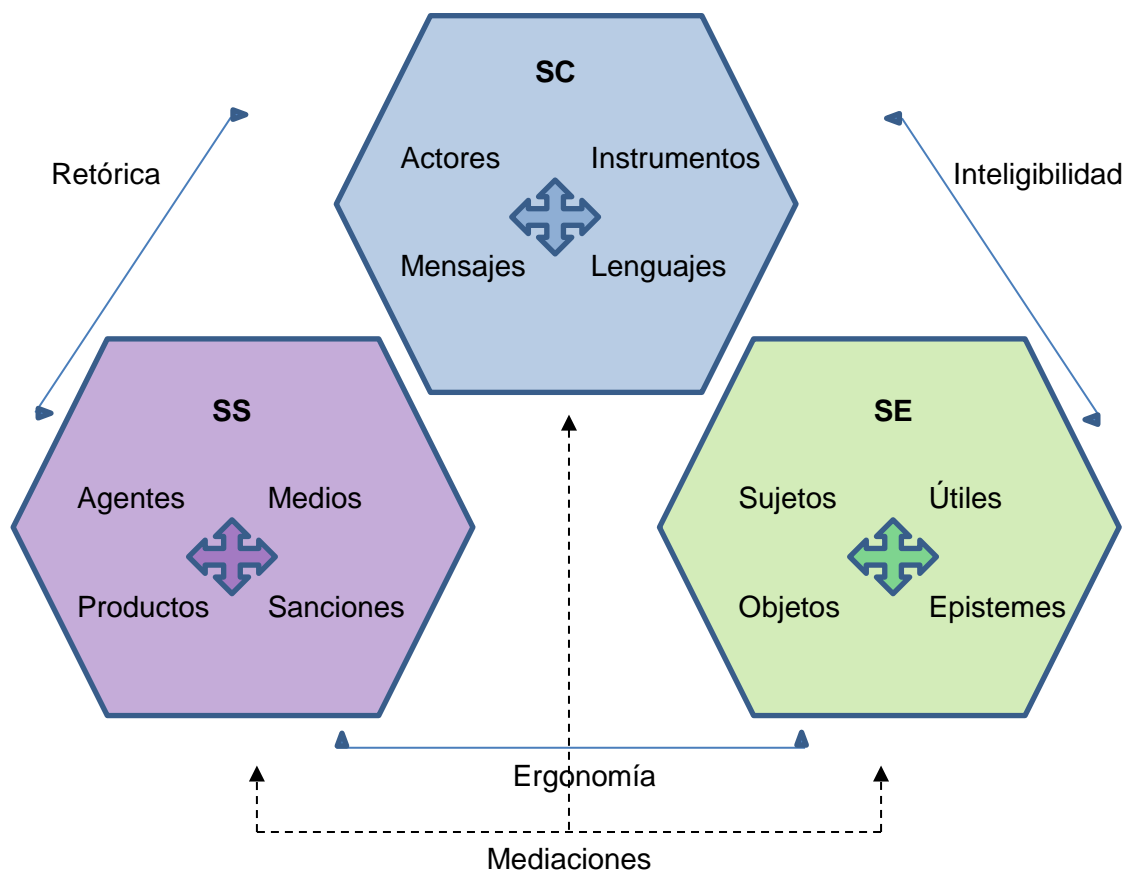 SC
Retórica
Actores Instrumentos
Inteligibilidad
Mensajes Lenguajes
SS
Agentes Medios
Productos Sanciones
SE
Sujetos Útiles
Objetos Epistemes
Ergonomía
Mediaciones